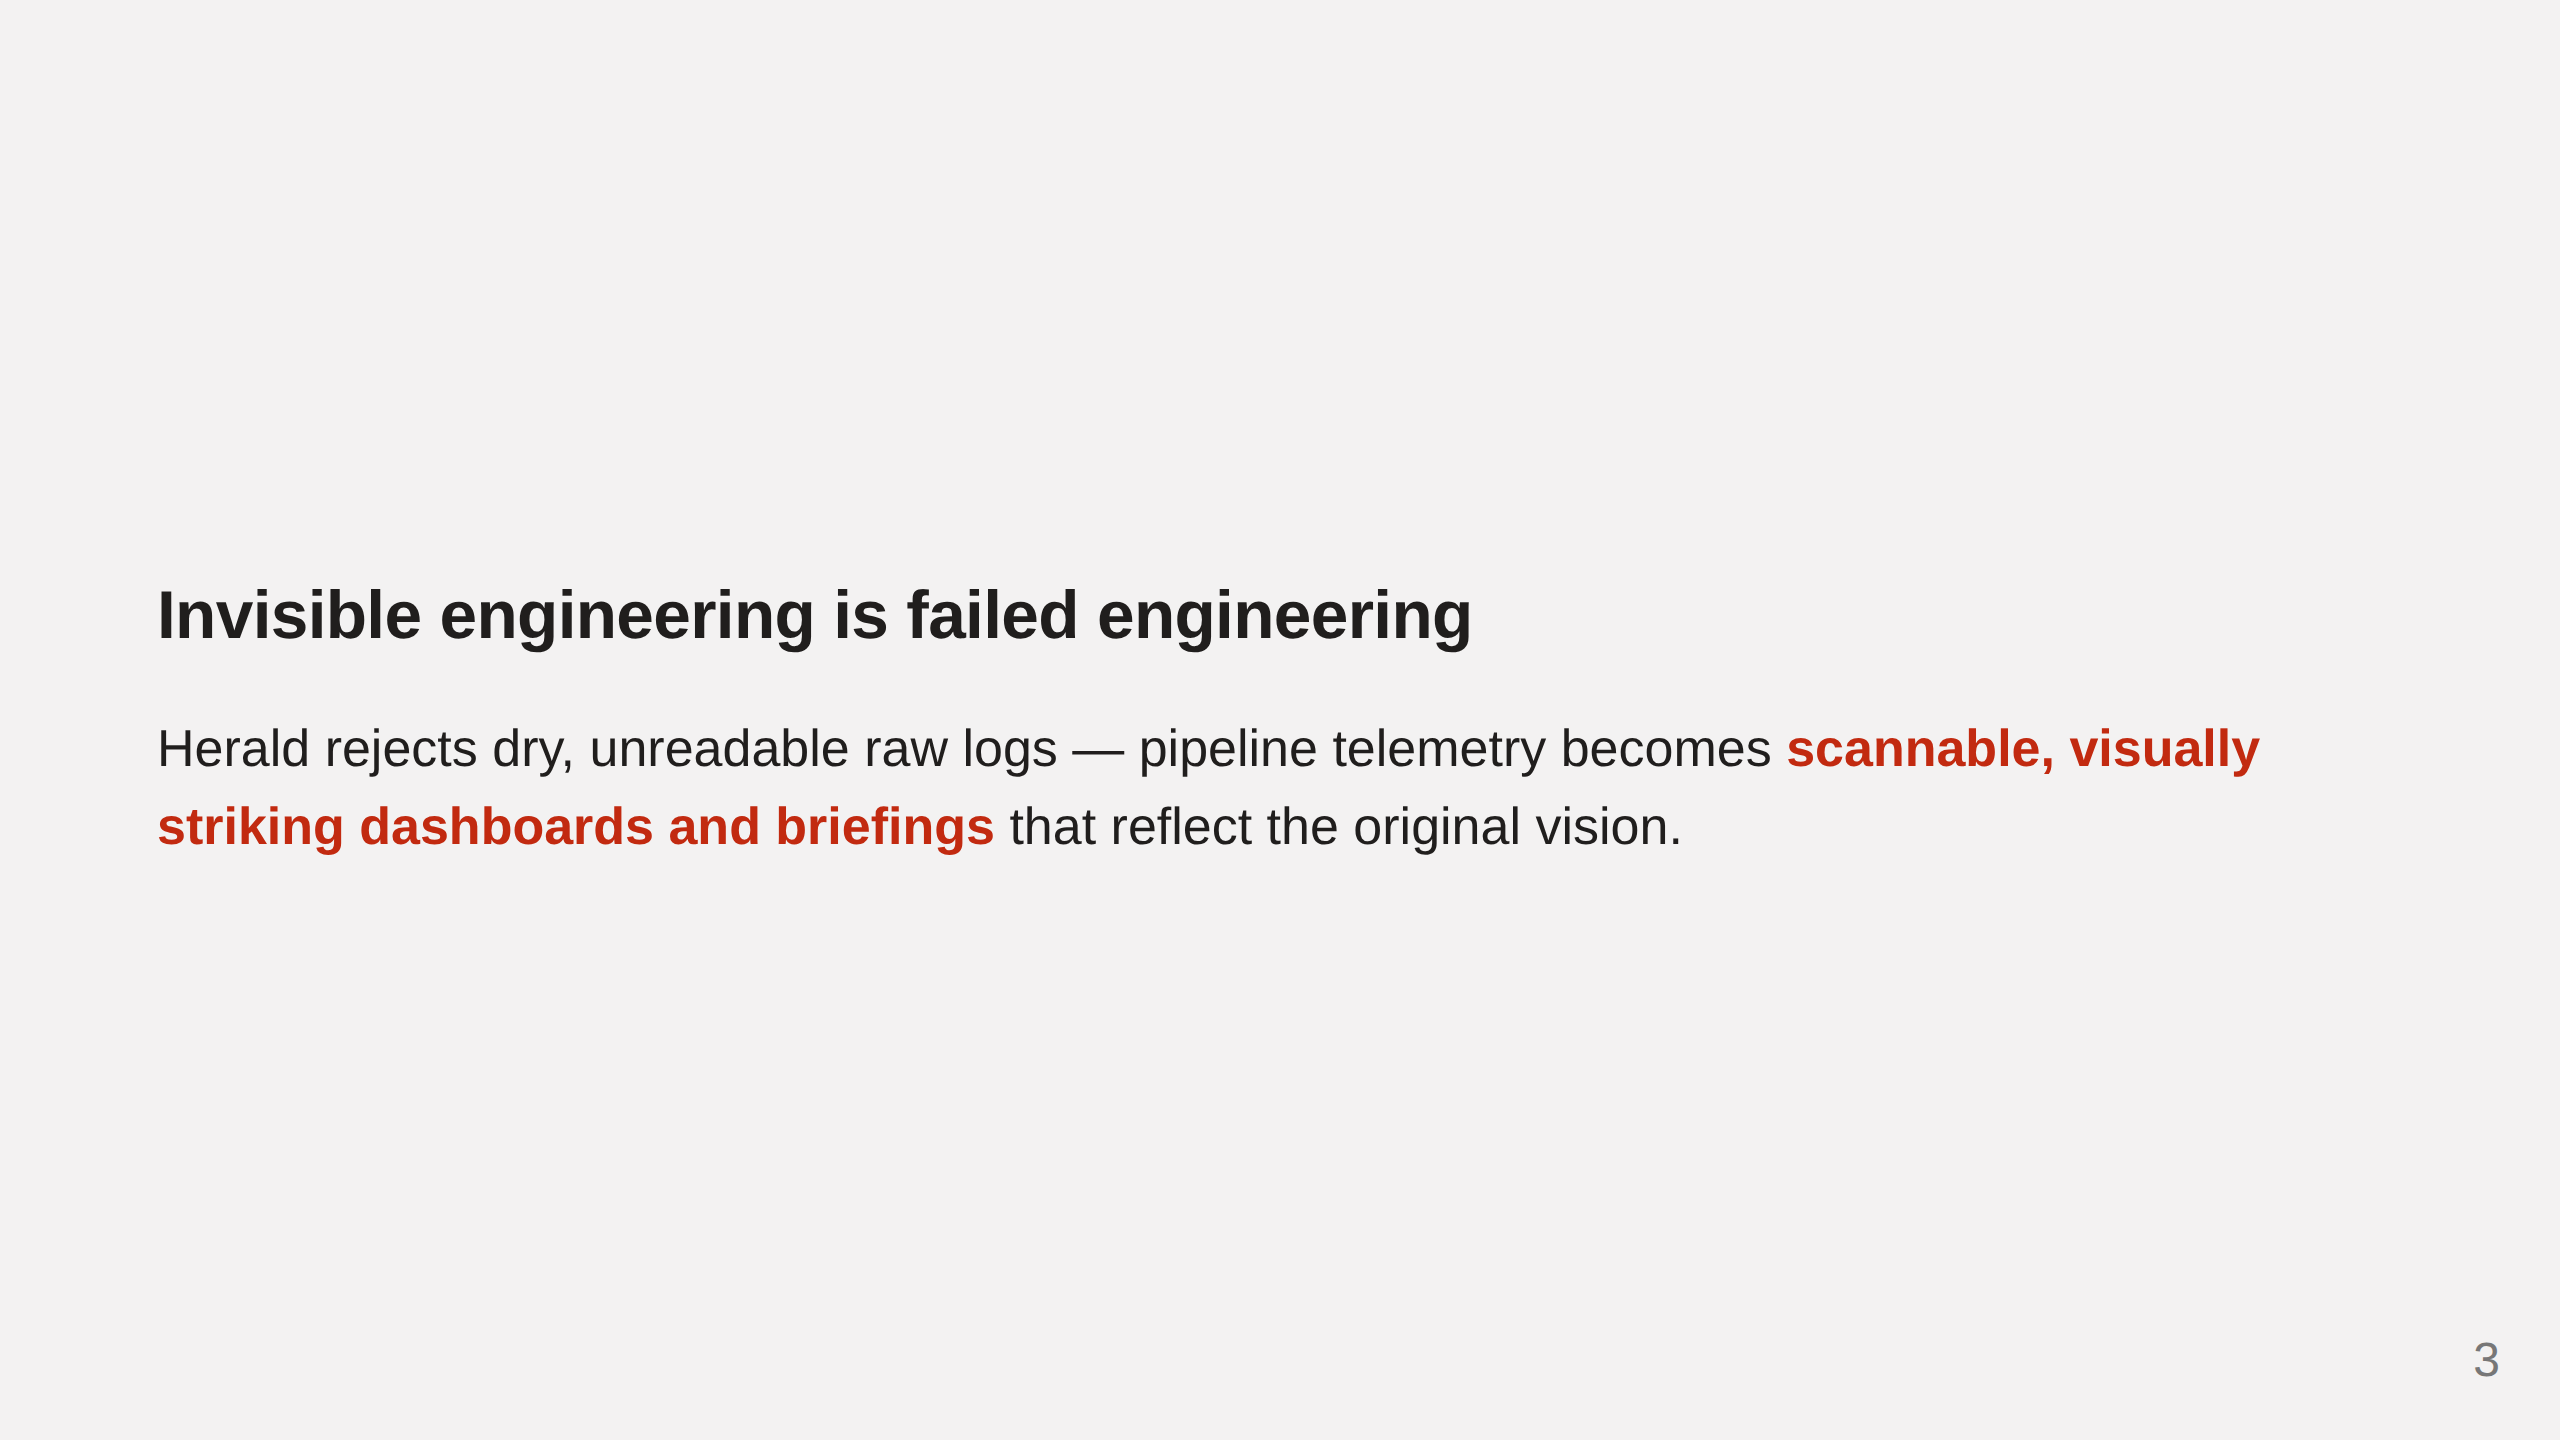 Invisible engineering is failed engineering
Herald rejects dry, unreadable raw logs — pipeline telemetry becomes scannable, visually
striking dashboards and briefings that reflect the original vision.
3